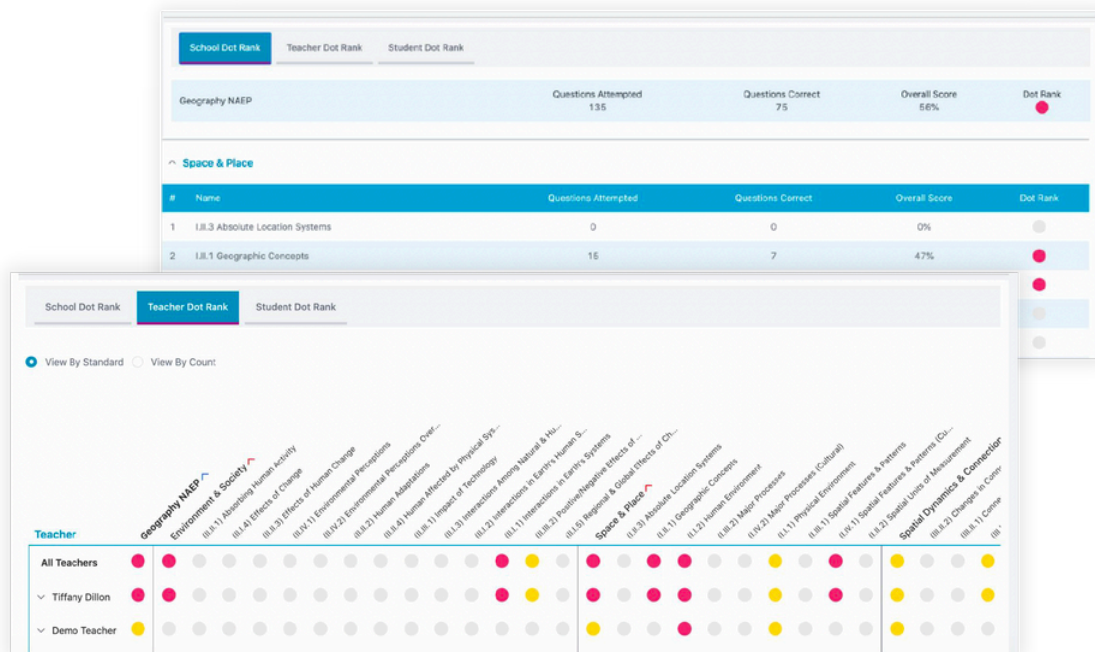 School Dot Rank Teacher Dot Rank Student Dot Rank
Geography NAEP Questions Attempted Questions Correct Overall Score Dot Rank
135 75 56%
Space & Place
# Name Questions Attempted Questions Correct Overall Score Dot Rank
1 I.II.3 Absolute Location Systems 0 0 0%
2 I.II.1 Geographic Concepts 15 7 47%
School Dot Rank Teacher Dot Rank Student Dot Rank
View By Standard View By Count
Teacher
Geography NAEP
Environment & Society
(II.II.1) Absorbing Human Activity
(II.I.4) Effects of Change
(II.II.3) Effects of Human Change
(II.IV.1) Environmental Perceptions
(II.IV.2) Environmental Perceptions Over...
(II.II.2) Human Adaptations
(II.II.4) Human Affected by Physical Sys...
(II.III.1) Impact of Technology
(II.I.3) Interactions Among Natural & Hu...
(II.I.2) Interactions in Earth's Human S...
(II.I.1) Interactions in Earth's Systems
(II.III.2) Positive/Negative Effects of ...
(II.I.5) Regional & Global Effects of Ch...
Space & Place
(I.II.3) Absolute Location Systems
(I.II.1) Geographic Concepts
(I.I.2) Human Environment
(I.III.2) Major Processes
(I.IV.2) Major Processes (Cultural)
(I.I.1) Physical Environment
(I.III.1) Spatial Features & Patterns
(I.IV.1) Spatial Features & Patterns (Cu...
(I.II.2) Spatial Units of Measurement
Spatial Dynamics & Connection
(III.II.2) Changes in Conn
(III.II.1) Conne
(III
All Teachers
Tiffany Dillon
Demo Teacher